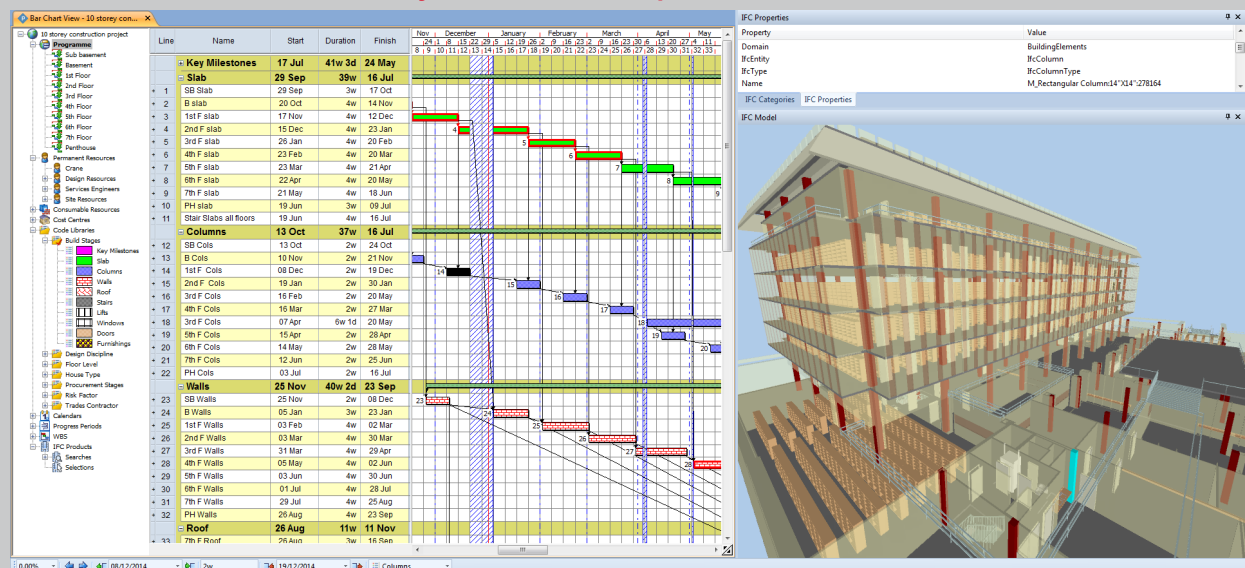 Bar Chart View - 10 storey con...
10 storey construction project
Programme
Sub basement
Basement
1st Floor
2nd Floor
3rd Floor
4th Floor
5th Floor
6th Floor
7th Floor
Penthouse
Permanent Resources
Crane
Design Resources
Services Engineers
Site Resources
Consumable Resources
Cost Centres
Code Libraries
Build Stages
Key Milestones
Slab
Columns
Walls
Roof
Stairs
Lifts
Windows
Doors
Furnishings
Design Discipline
Floor Level
House Type
Procurement Stages
Risk Factor
Trades Contractor
Calendars
Progress Periods
WBS
IFC Products
Searches
Selections
Line Name Start Duration Finish
Key Milestones 17 Jul 41w 3d 24 May
Slab 29 Sep 39w 16 Jul
1 SB Slab 29 Sep 3w 17 Oct
2 B slab 20 Oct 4w 14 Nov
3 1st F slab 17 Nov 4w 12 Dec
4 2nd F slab 15 Dec 4w 23 Jan
5 3rd F slab 26 Jan 4w 20 Feb
6 4th F slab 23 Feb 4w 20 Mar
7 5th F slab 23 Mar 4w 21 Apr
8 6th F slab 22 Apr 4w 20 May
9 7th F slab 21 May 4w 18 Jun
10 PH slab 19 Jun 3w 09 Jul
11 Stair Slabs all floors 19 Jun 4w 16 Jul
Columns 13 Oct 37w 16 Jul
12 SB Cols 13 Oct 2w 24 Oct
13 B Cols 10 Nov 2w 21 Nov
14 1st F Cols 08 Dec 2w 19 Dec
15 2nd F Cols 19 Jan 2w 30 Jan
16 3rd F Cols 16 Feb 2w 20 May
17 4th F Cols 16 Mar 2w 27 Mar
18 3rd F Cols 07 Apr 6w 1d 20 May
19 5th F Cols 15 Apr 2w 28 Apr
20 6th F Cols 14 May 2w 28 May
21 7th F Cols 12 Jun 2w 25 Jun
22 PH Cols 03 Jul 2w 16 Jul
Walls 25 Nov 40w 2d 23 Sep
23 SB Walls 25 Nov 2w 08 Dec
24 B Walls 05 Jan 3w 23 Jan
25 1st F Walls 03 Feb 4w 02 Mar
26 2nd F Walls 03 Mar 4w 30 Mar
27 3rd F Walls 31 Mar 4w 29 Apr
28 4th F Walls 05 May 4w 02 Jun
29 5th F Walls 03 Jun 4w 30 Jun
30 6th F Walls 01 Jul 4w 28 Jul
31 7th F Walls 29 Jul 4w 25 Aug
32 PH Walls 26 Aug 4w 23 Sep
Roof 26 Aug 11w 11 Nov
33 7th F Roof 26 Aug 3w 16 Sep
Nov December January February March April May
4
5
6
7
8
9
14
15
16
17
18
19
20
23
24
25
26
27
28
0.00% 08/12/2014 2w 19/12/2014 Columns
IFC Properties
Property Value
Domain BuildingElements
IfcEntity IfcColumn
IfcType IfcColumnType
Name M_Rectangular Column:14"X14":278164
IFC Categories IFC Properties
IFC Model